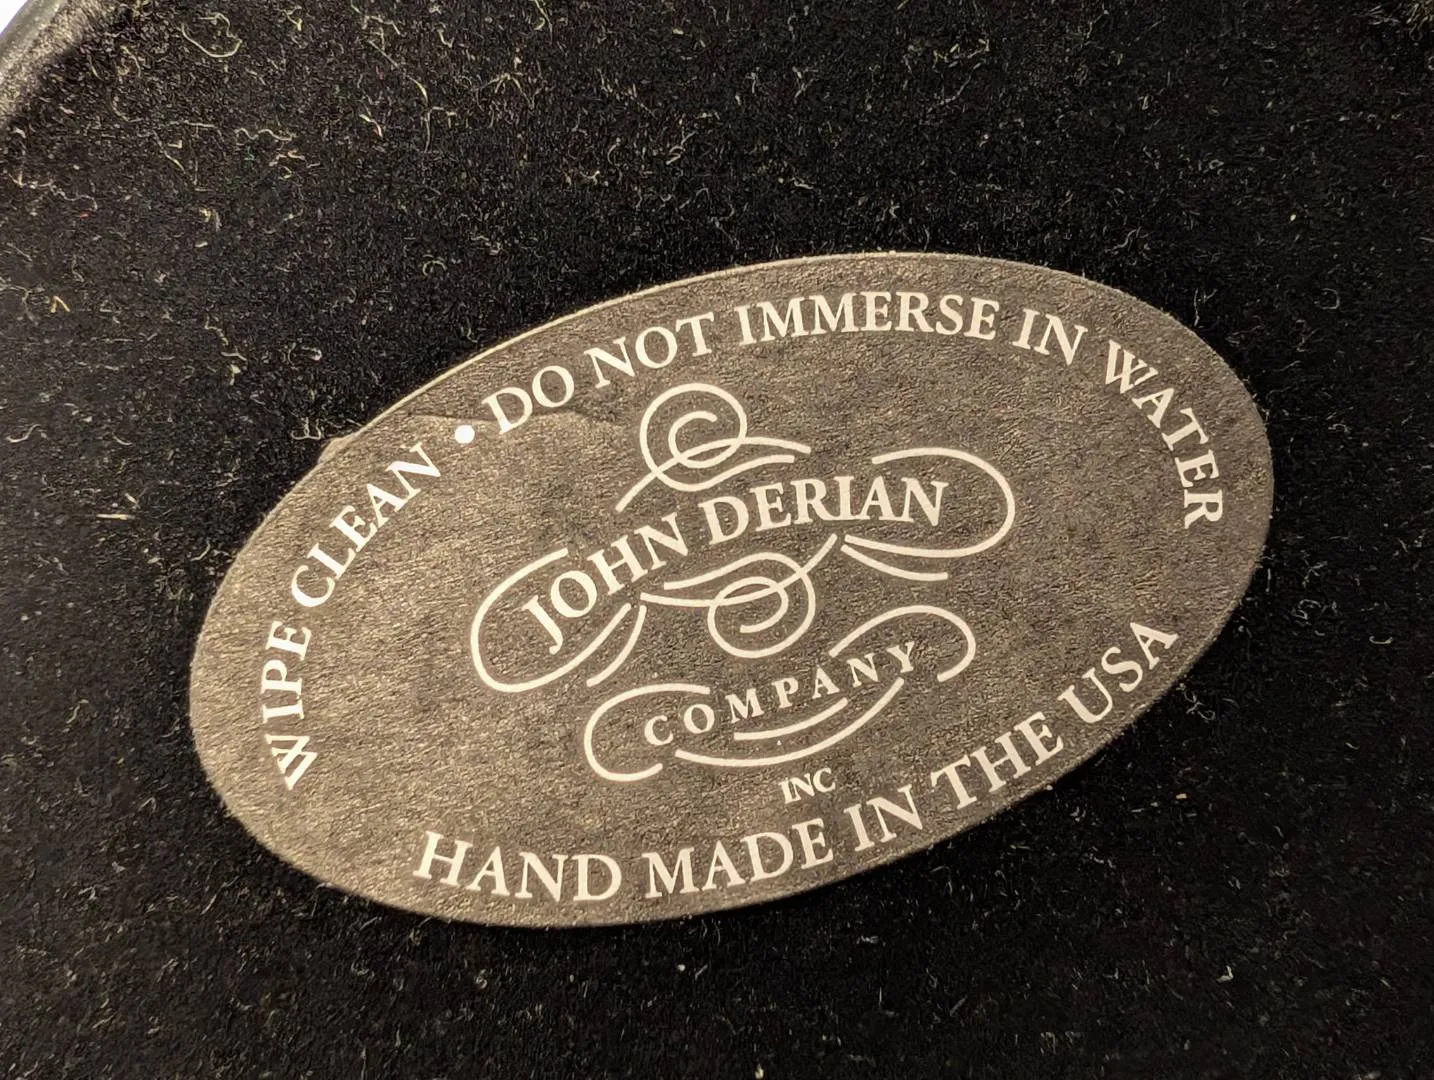 WIPE CLEAN • DO NOT IMMERSE IN WATER
JOHN DERIAN
COMPANY
INC
HAND MADE IN THE USA